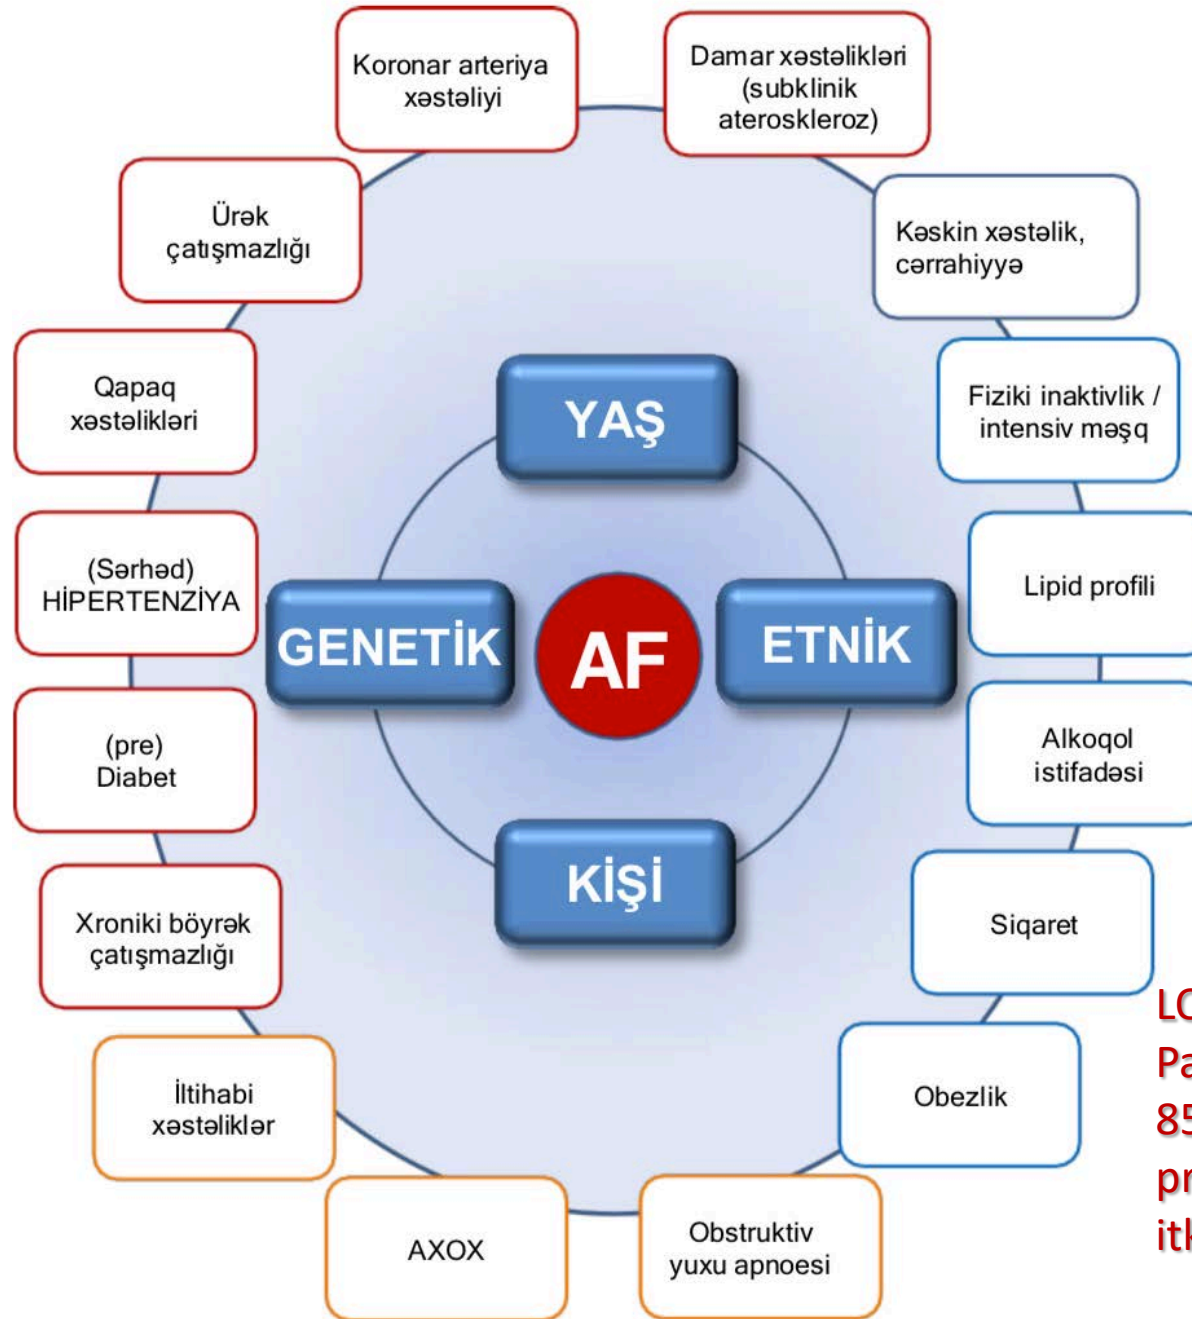 Koronar arteriya
xəstəliyi
Damar xəstəlikləri
(subklinik
ateroskleroz)
Ürək
çatışmazlığı
Kəskin xəstəlik,
cərrahiyyə
Qapaq
xəstəlikləri
YAŞ
Fiziki inaktivlik /
intensiv məşq
(Sərhəd)
HİPERTENZİYA
GENETİK
AF
ETNİK
Lipid profili
(pre)
Diabet
Alkoqol
istifadəsi
KİŞİ
Xroniki böyrək
çatışmazlığı
Siqaret
İltihabi
xəstəliklər
Obezlik
85
AXOX
Obstruktiv
yuxu apnoesi